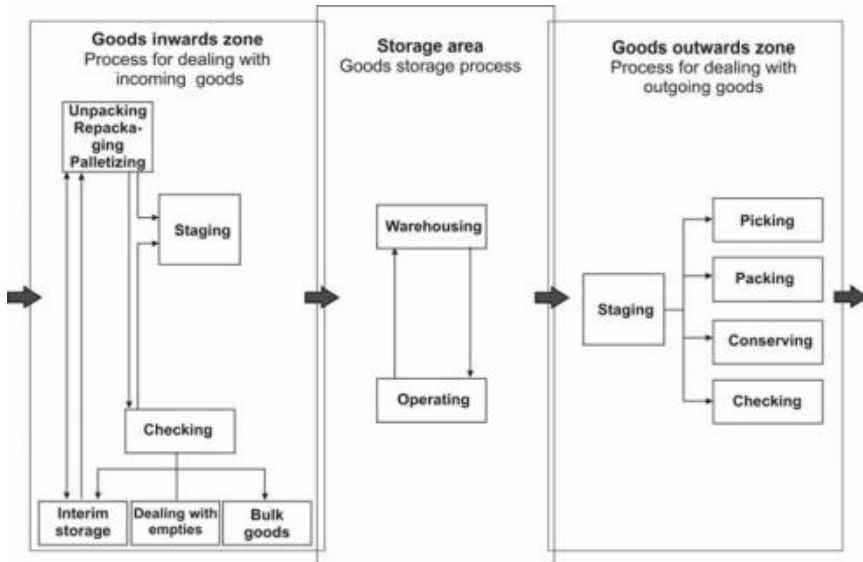 Goods inwards zone
Process for dealing with
incoming goods
Unpacking
Repacka-
ging
Palletizing
Staging
Checking
Interim
storage
Dealing with
empties
Bulk
goods
Storage area
Goods storage process
Warehousing
Operating
Goods outwards zone
Process for dealing with
outgoing goods
Staging
Picking
Packing
Conserving
Checking